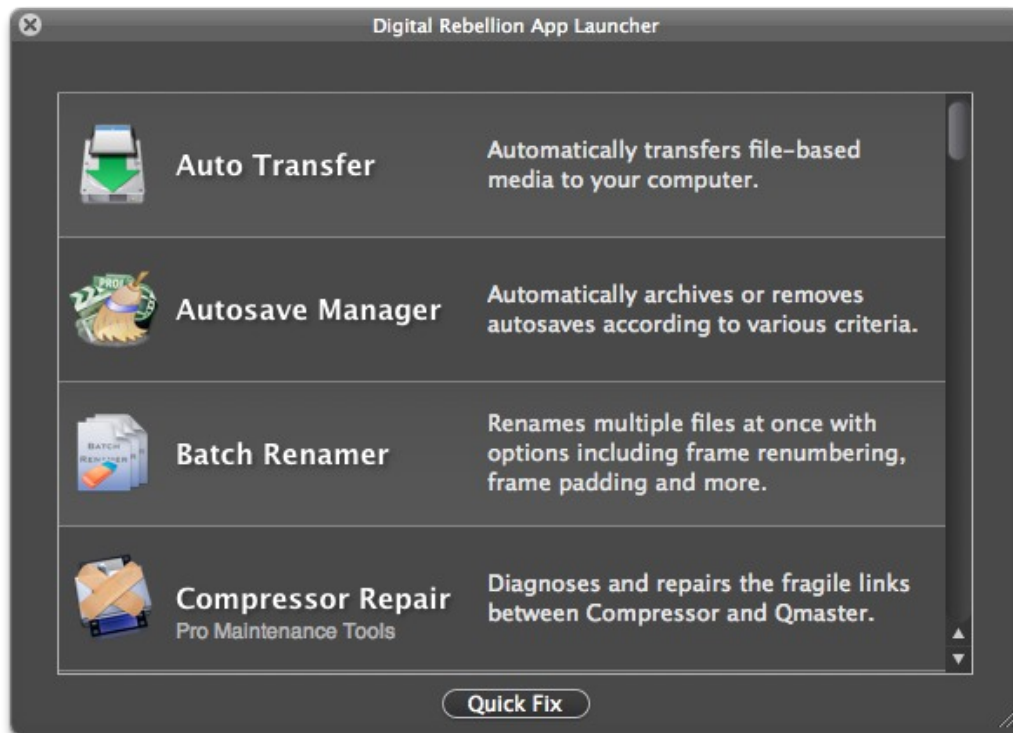 Digital Rebellion App Launcher
Auto Transfer
Automatically transfers file-based
media to your computer.
PRO
Autosave Manager
Automatically archives or removes
autosaves according to various criteria.
BATCH
RENAMER
Batch Renamer
Renames multiple files at once with
options including frame renumbering,
frame padding and more.
Compressor Repair
Pro Maintenance Tools
Diagnoses and repairs the fragile links
between Compressor and Qmaster.
Quick Fix